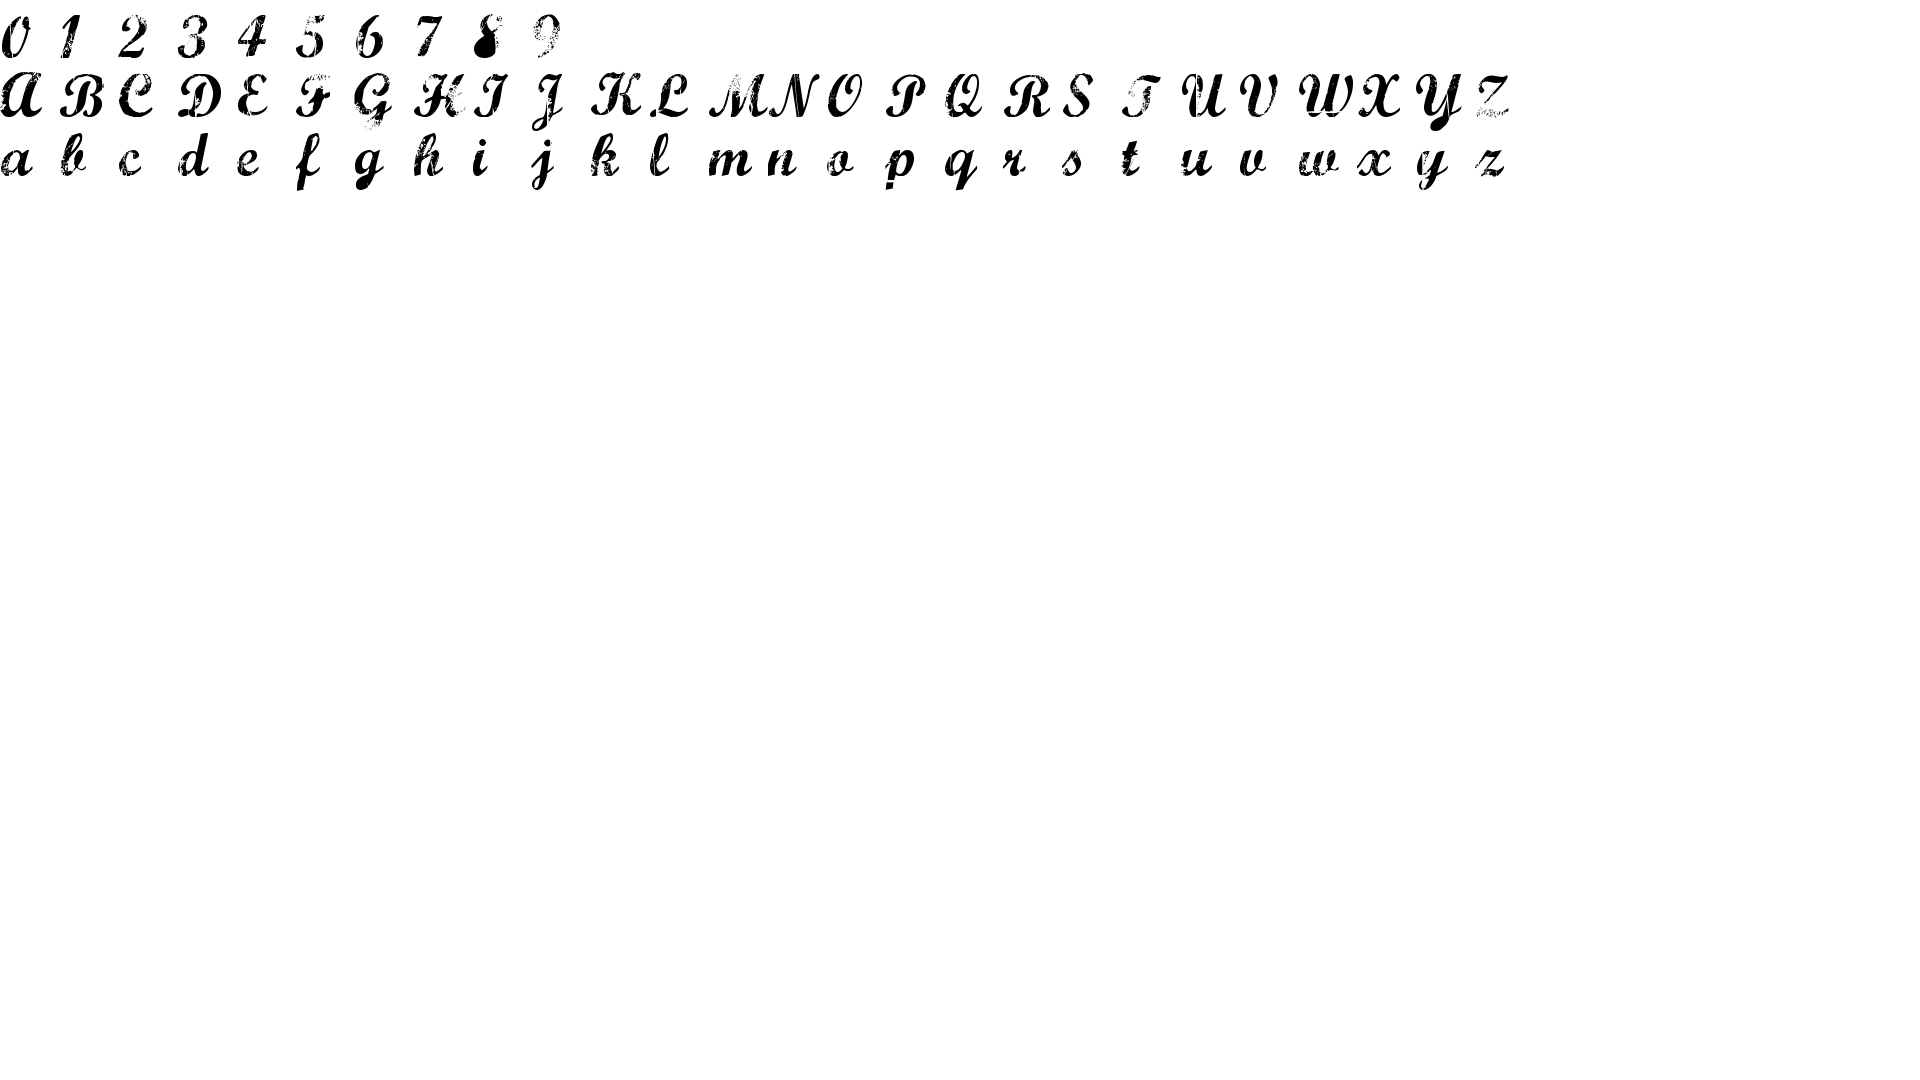 0 1 2 3 4 5 6 7 8 9
A B C D E F G H I J K L M N O P Q R S T U V W X Y Z
a b c d e f g h i j k l m n o p q r s t u v w x y z